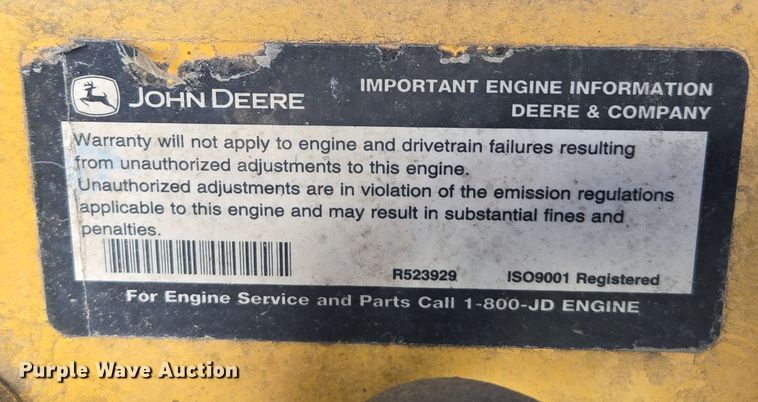 JOHN DEERE
IMPORTANT ENGINE INFORMATION
DEERE & COMPANY
Warranty will not apply to engine and drivetrain failures resulting
from unauthorized adjustments to this engine.
Unauthorized adjustments are in violation of the emission regulations
applicable to this engine and may result in substantial fines and
penalties.
R523929 ISO9001 Registered
For Engine Service and Parts Call 1-800-JD ENGINE
Purple Wave Auction